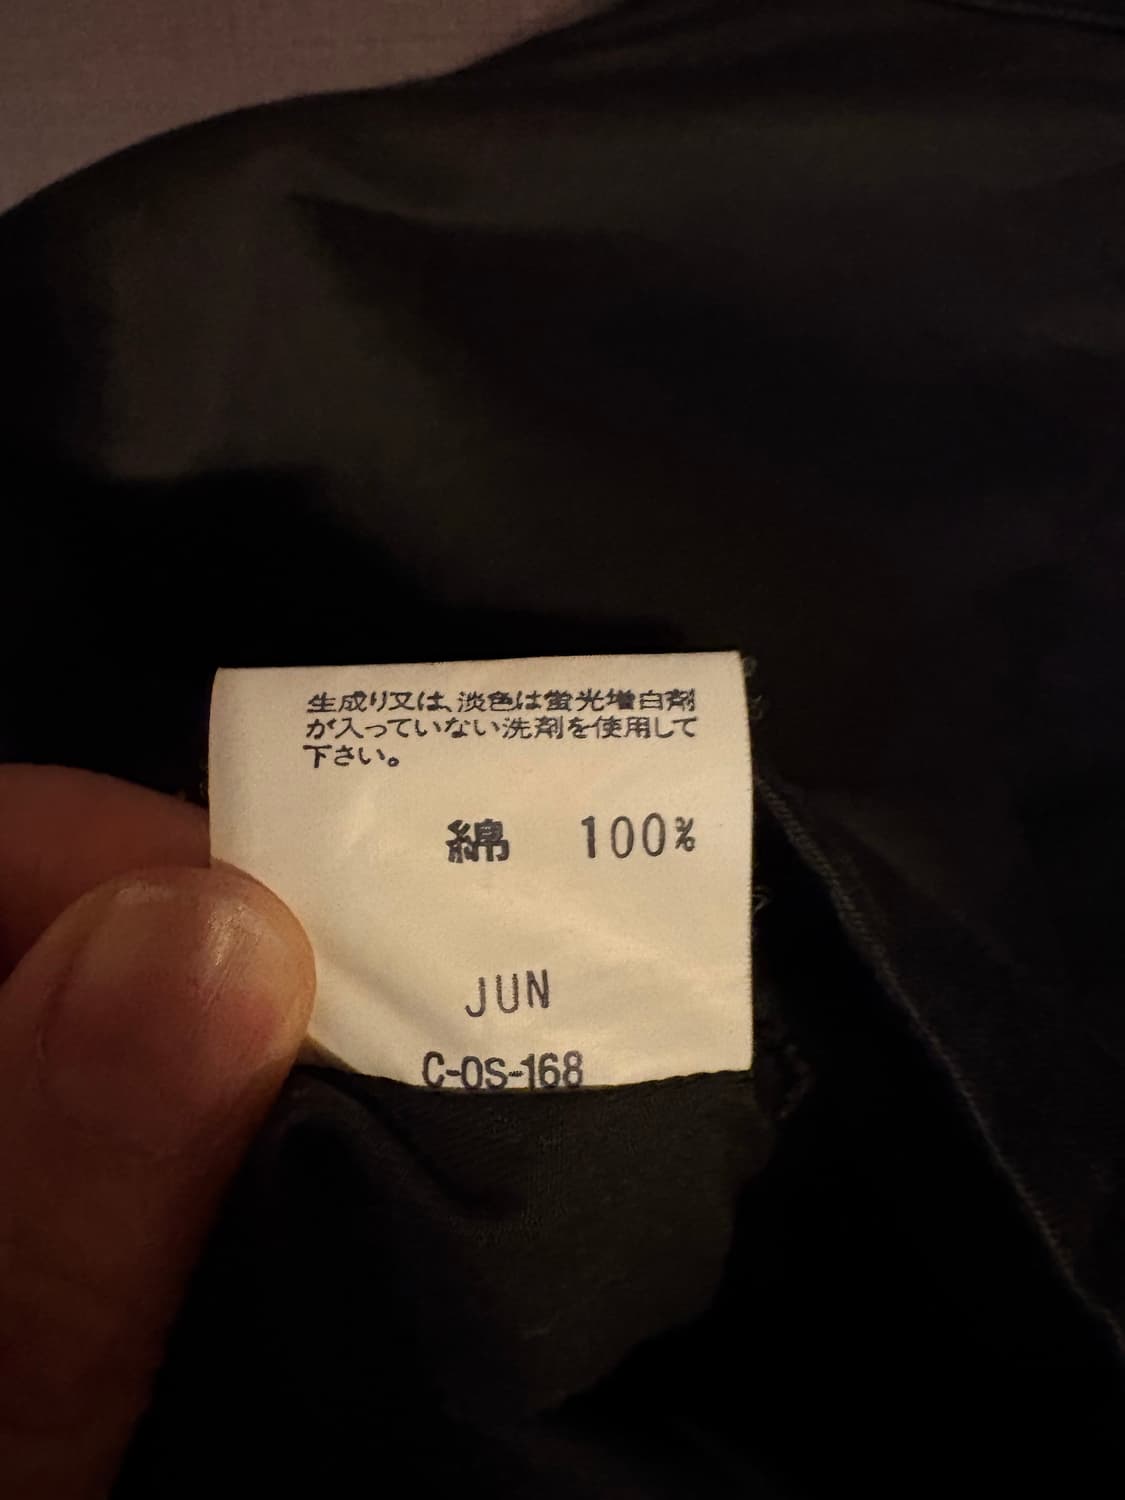 生成り又は、淡色は蛍光増白剤
が入っていない洗剤を使用して
下さい。
綿 100%
JUN
C-OS-168